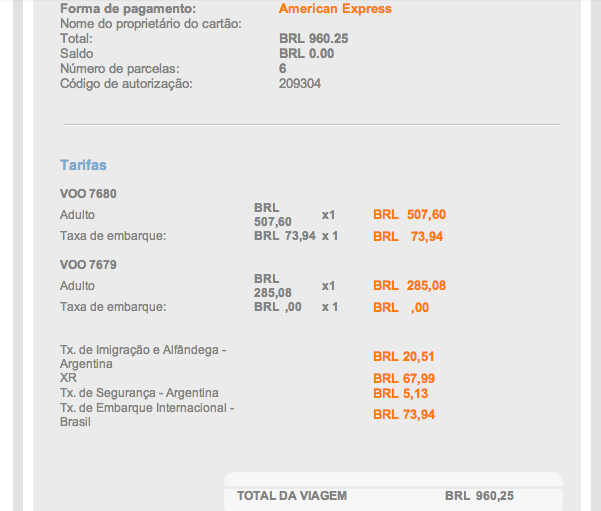 Forma de pagamento: American Express
Nome do proprietário do cartão:
Total: BRL 960.25
Saldo BRL 0.00
Número de parcelas: 6
Código de autorização: 209304
Tarifas
VOO 7680
Adulto BRL 507,60 x1 BRL 507,60
Taxa de embarque: BRL 73,94 x 1 BRL 73,94
VOO 7679
Adulto BRL 285,08 x1 BRL 285,08
Taxa de embarque: BRL ,00 x 1 BRL ,00
Tx. de Imigração e Alfândega - Argentina BRL 20,51
XR BRL 67,99
Tx. de Segurança - Argentina BRL 5,13
Tx. de Embarque Internacional - Brasil BRL 73,94
TOTAL DA VIAGEM BRL 960,25